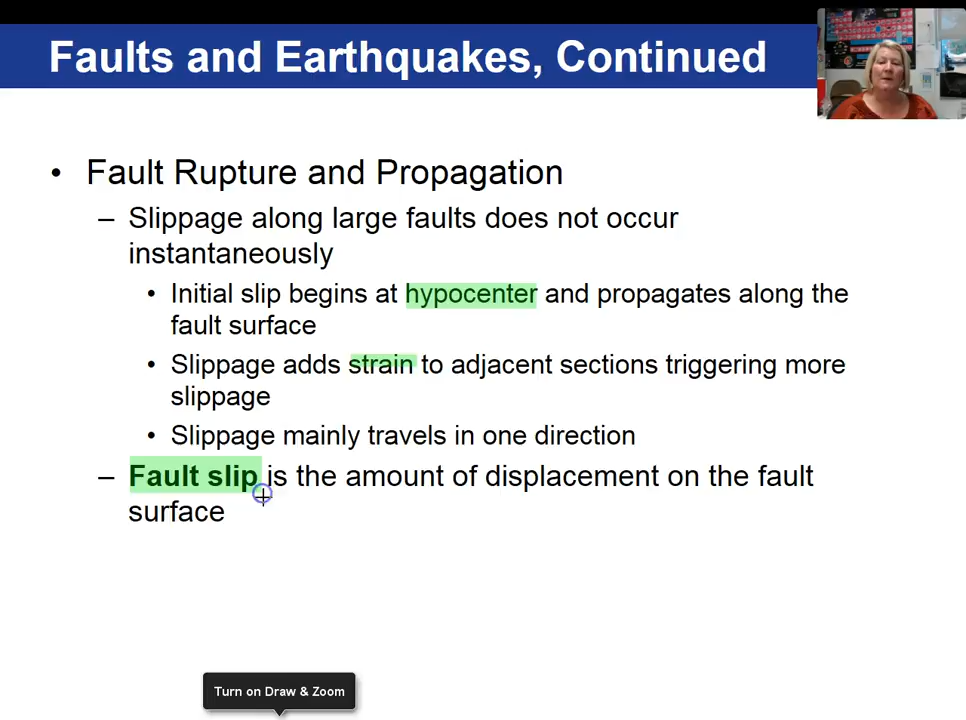 Faults and Earthquakes, Continued
• Fault Rupture and Propagation
– Slippage along large faults does not occur
instantaneously
• Initial slip begins at hypocenter and propagates along the
fault surface
• Slippage adds strain to adjacent sections triggering more
slippage
• Slippage mainly travels in one direction
– Fault slip is the amount of displacement on the fault
surface
Turn on Draw & Zoom